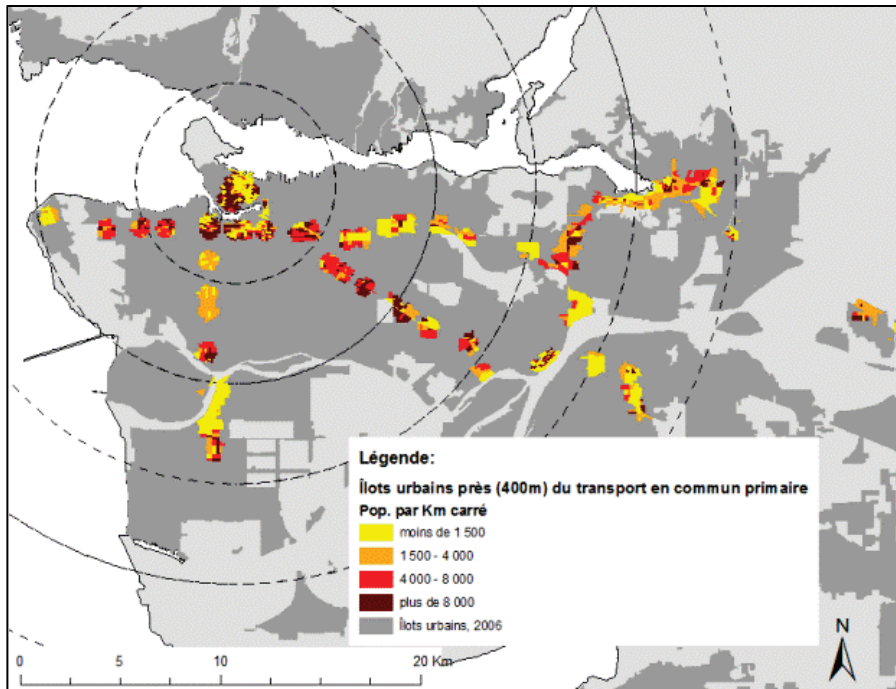 Légende:
Îlots urbains près (400m) du transport en commun primaire
Pop. par Km carré
moins de 1 500
1 500 - 4 000
4 000 - 8 000
plus de 8 000
Îlots urbains, 2006
N
0 5 10 20 Km